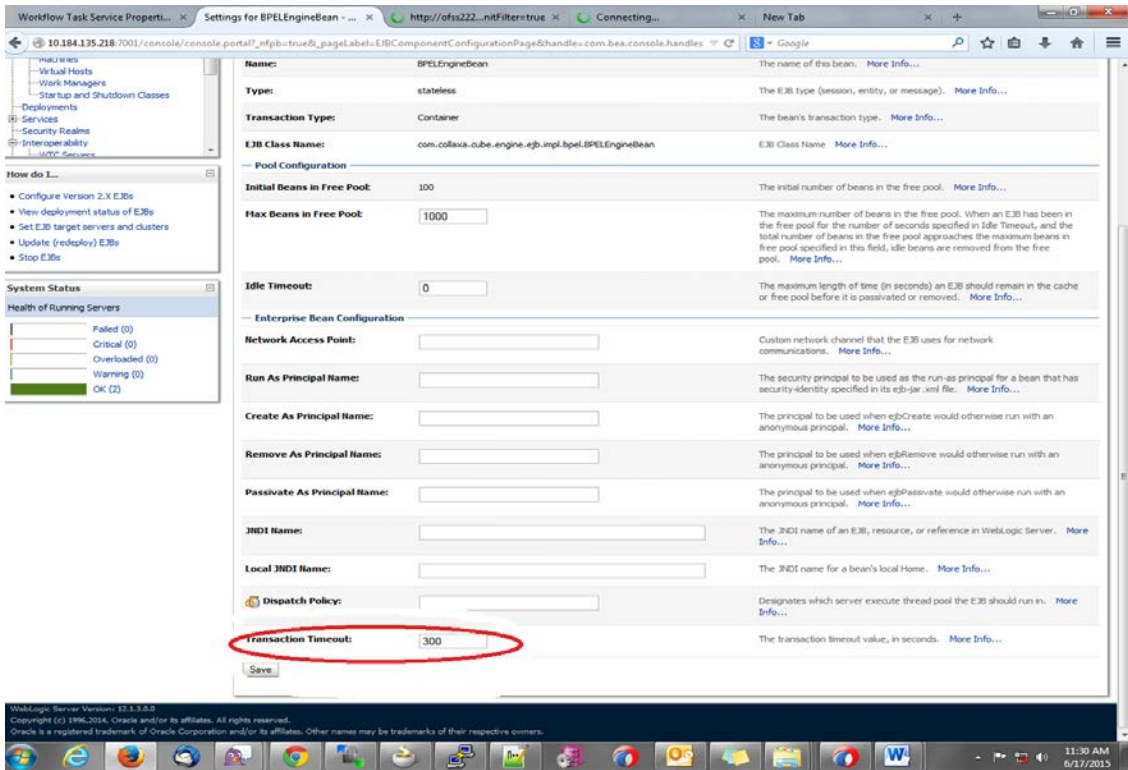 Workflow Task Service Properti... ×
Settings for BPELEngineBean - ... ×
http://ofss222...nitFilter=true ×
Connecting... ×
New Tab × +
10.184.135.218:7001/console/console.portal?_nfpb=true&_pageLabel=EJBComponentConfigurationPage&handle=com.bea.console.handles
Google
Machines
Virtual Hosts
Work Managers
Startup and Shutdown Classes
Deployments
Services
Security Realms
Interoperability
WTC Servers
How do I...
Configure Version 2.X EJBs
View deployment status of EJBs
Set EJB target servers and clusters
Update (redeploy) EJBs
Stop EJBs
System Status
Health of Running Servers
Failed (0)
Critical (0)
Overloaded (0)
Warning (0)
OK (2)
Name: BPELEngineBean The name of this bean. More Info...
Type: stateless The EJB type (session, entity, or message). More Info...
Transaction Type: Container The bean's transaction type. More Info...
EJB Class Name: com.collaxa.cube.engine.ejb.impl.bpel.BPELEngineBean EJB Class Name More Info...
Pool Configuration
Initial Beans in Free Pool: 100 The initial number of beans in the free pool. More Info...
Max Beans in Free Pool: 1000 The maximum number of beans in the free pool. When an EJB has been in
the free pool for the number of seconds specified in Idle Timeout, and the
total number of beans in the free pool approaches the maximum beans in
free pool specified in this field, idle beans are removed from the free
pool. More Info...
Idle Timeout: 0 The maximum length of time (in seconds) an EJB should remain in the cache
or free pool before it is passivated or removed. More Info...
Enterprise Bean Configuration
Network Access Point: Custom network channel that the EJB uses for network
communications. More Info...
Run As Principal Name: The security principal to be used as the run-as principal for a bean that has
security-identity specified in its ejb-jar.xml file. More Info...
Create As Principal Name: The principal to be used when ejbCreate would otherwise run with an
anonymous principal. More Info...
Remove As Principal Name: The principal to be used when ejbRemove would otherwise run with an
anonymous principal. More Info...
Passivate As Principal Name: The principal to be used when ejbPassivate would otherwise run with an
anonymous principal. More Info...
JNDI Name: The JNDI name of an EJB, resource, or reference in WebLogic Server. More
Info...
Local JNDI Name: The JNDI name for a bean's local Home. More Info...
Dispatch Policy: Designates which server execute thread pool the EJB should run in. More
Info...
Transaction Timeout: 300 The transaction timeout value, in seconds. More Info...
Save
WebLogic Server Version: 12.1.3.0.0
Copyright (c) 1996,2014, Oracle and/or its affiliates. All rights reserved.
Oracle is a registered trademark of Oracle Corporation and/or its affiliates. Other names may be trademarks of their respective owners.
11:30 AM
6/17/2015